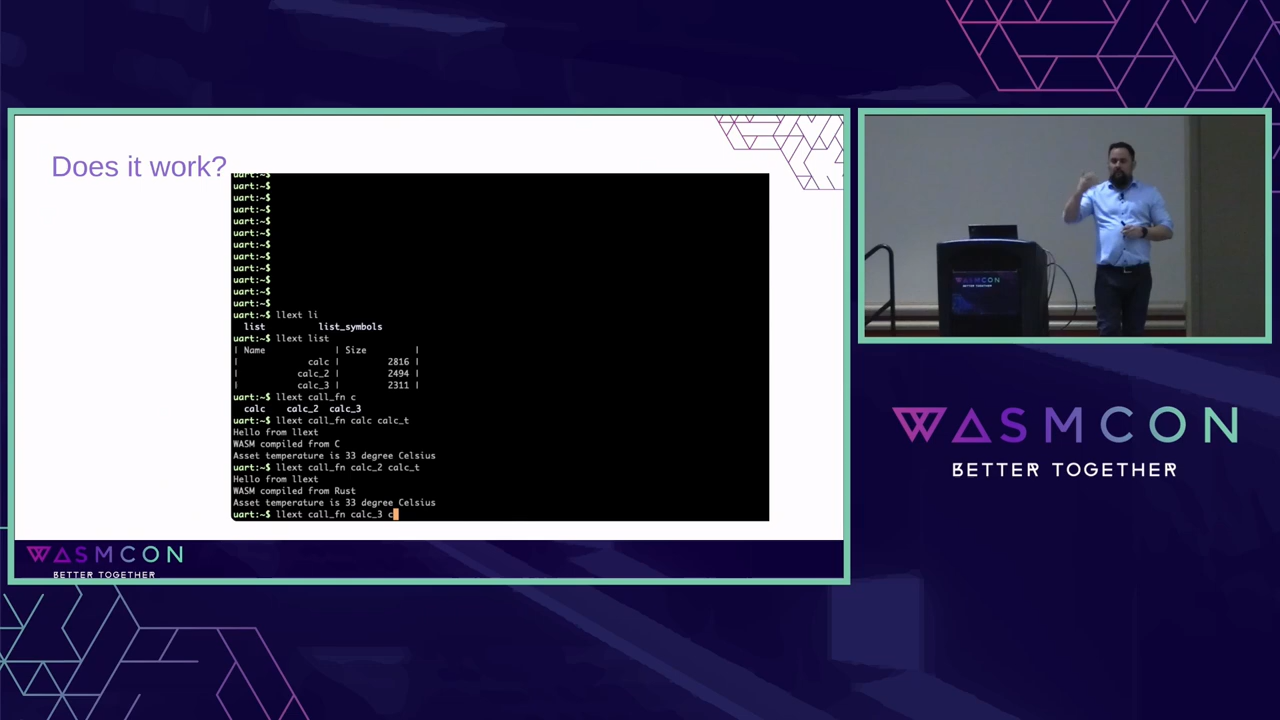 Does it work?
uart:~$
uart:~$
uart:~$
uart:~$
uart:~$
uart:~$
uart:~$
uart:~$
uart:~$
uart:~$
uart:~$
uart:~$
uart:~$ llext li
list list_symbols
uart:~$ llext list
| Name | Size |
| calc | 2816 |
| calc_2 | 2494 |
| calc_3 | 2311 |
uart:~$ llext call_fn c
calc calc_2 calc_3
uart:~$ llext call_fn calc calc_t
Hello from llext
WASM compiled from C
Asset temperature is 33 degree Celsius
uart:~$ llext call_fn calc_2 calc_t
Hello from llext
WASM compiled from Rust
Asset temperature is 33 degree Celsius
uart:~$ llext call_fn calc_3 c
WASMCON
BETTER TOGETHER
WASMCON
BETTER TOGETHER
WASMCON
BETTER TOGETHER